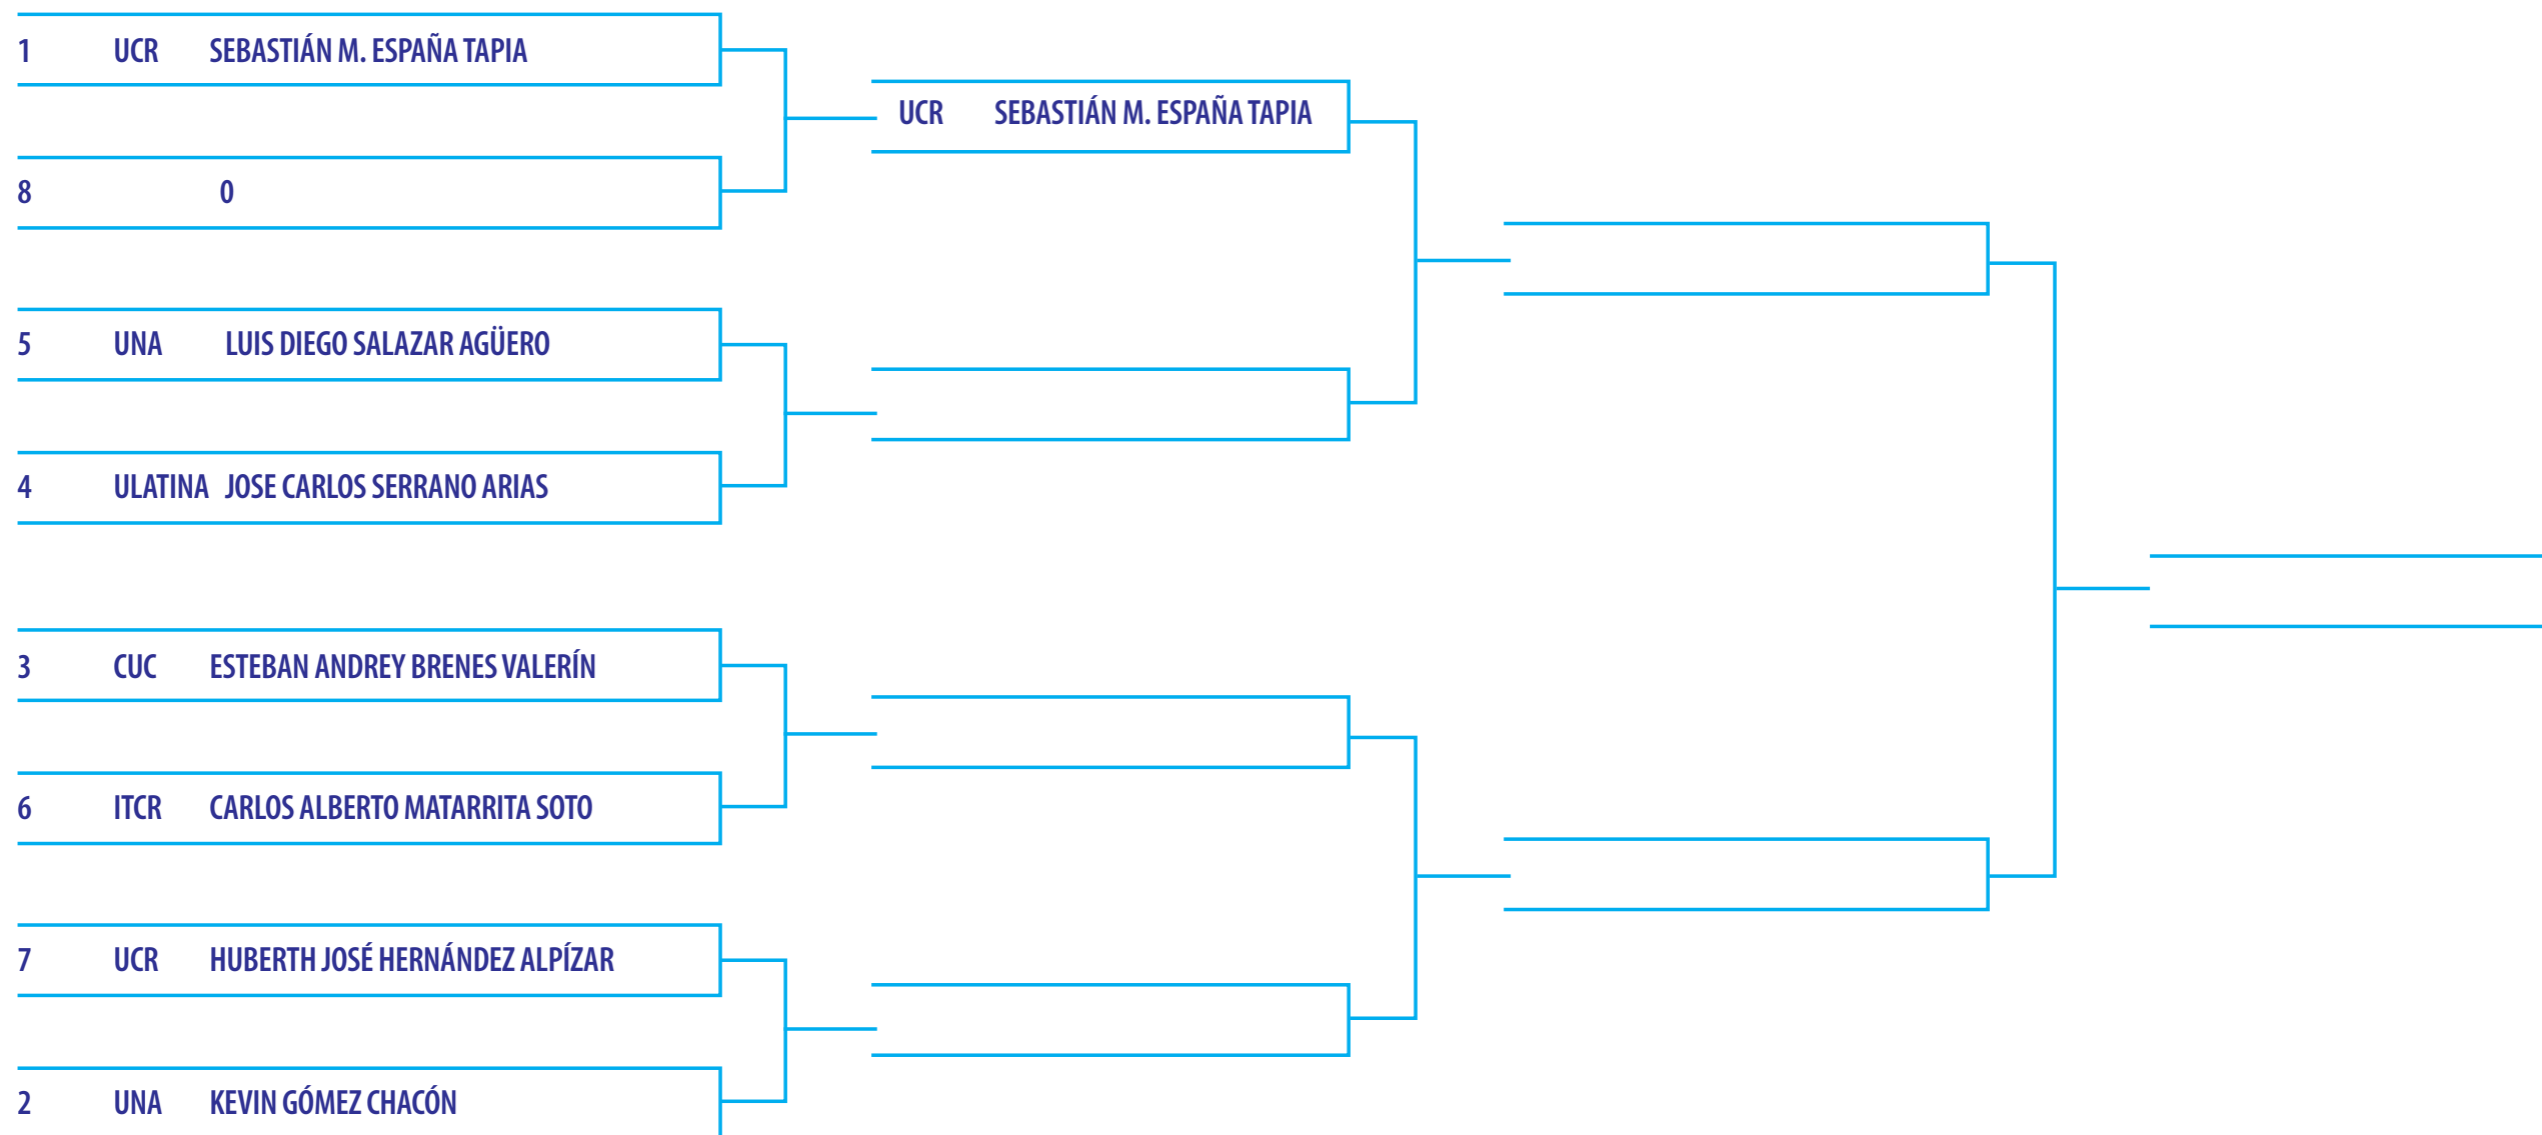 1 UCR SEBASTIÁN M. ESPAÑA TAPIA
UCR SEBASTIÁN M. ESPAÑA TAPIA
8 0
5 UNA LUIS DIEGO SALAZAR AGÜERO
4 ULATINA JOSE CARLOS SERRANO ARIAS
3 CUC ESTEBAN ANDREY BRENES VALERÍN
6 ITCR CARLOS ALBERTO MATARRITA SOTO
7 UCR HUBERTH JOSÉ HERNÁNDEZ ALPÍZAR
2 UNA KEVIN GÓMEZ CHACÓN